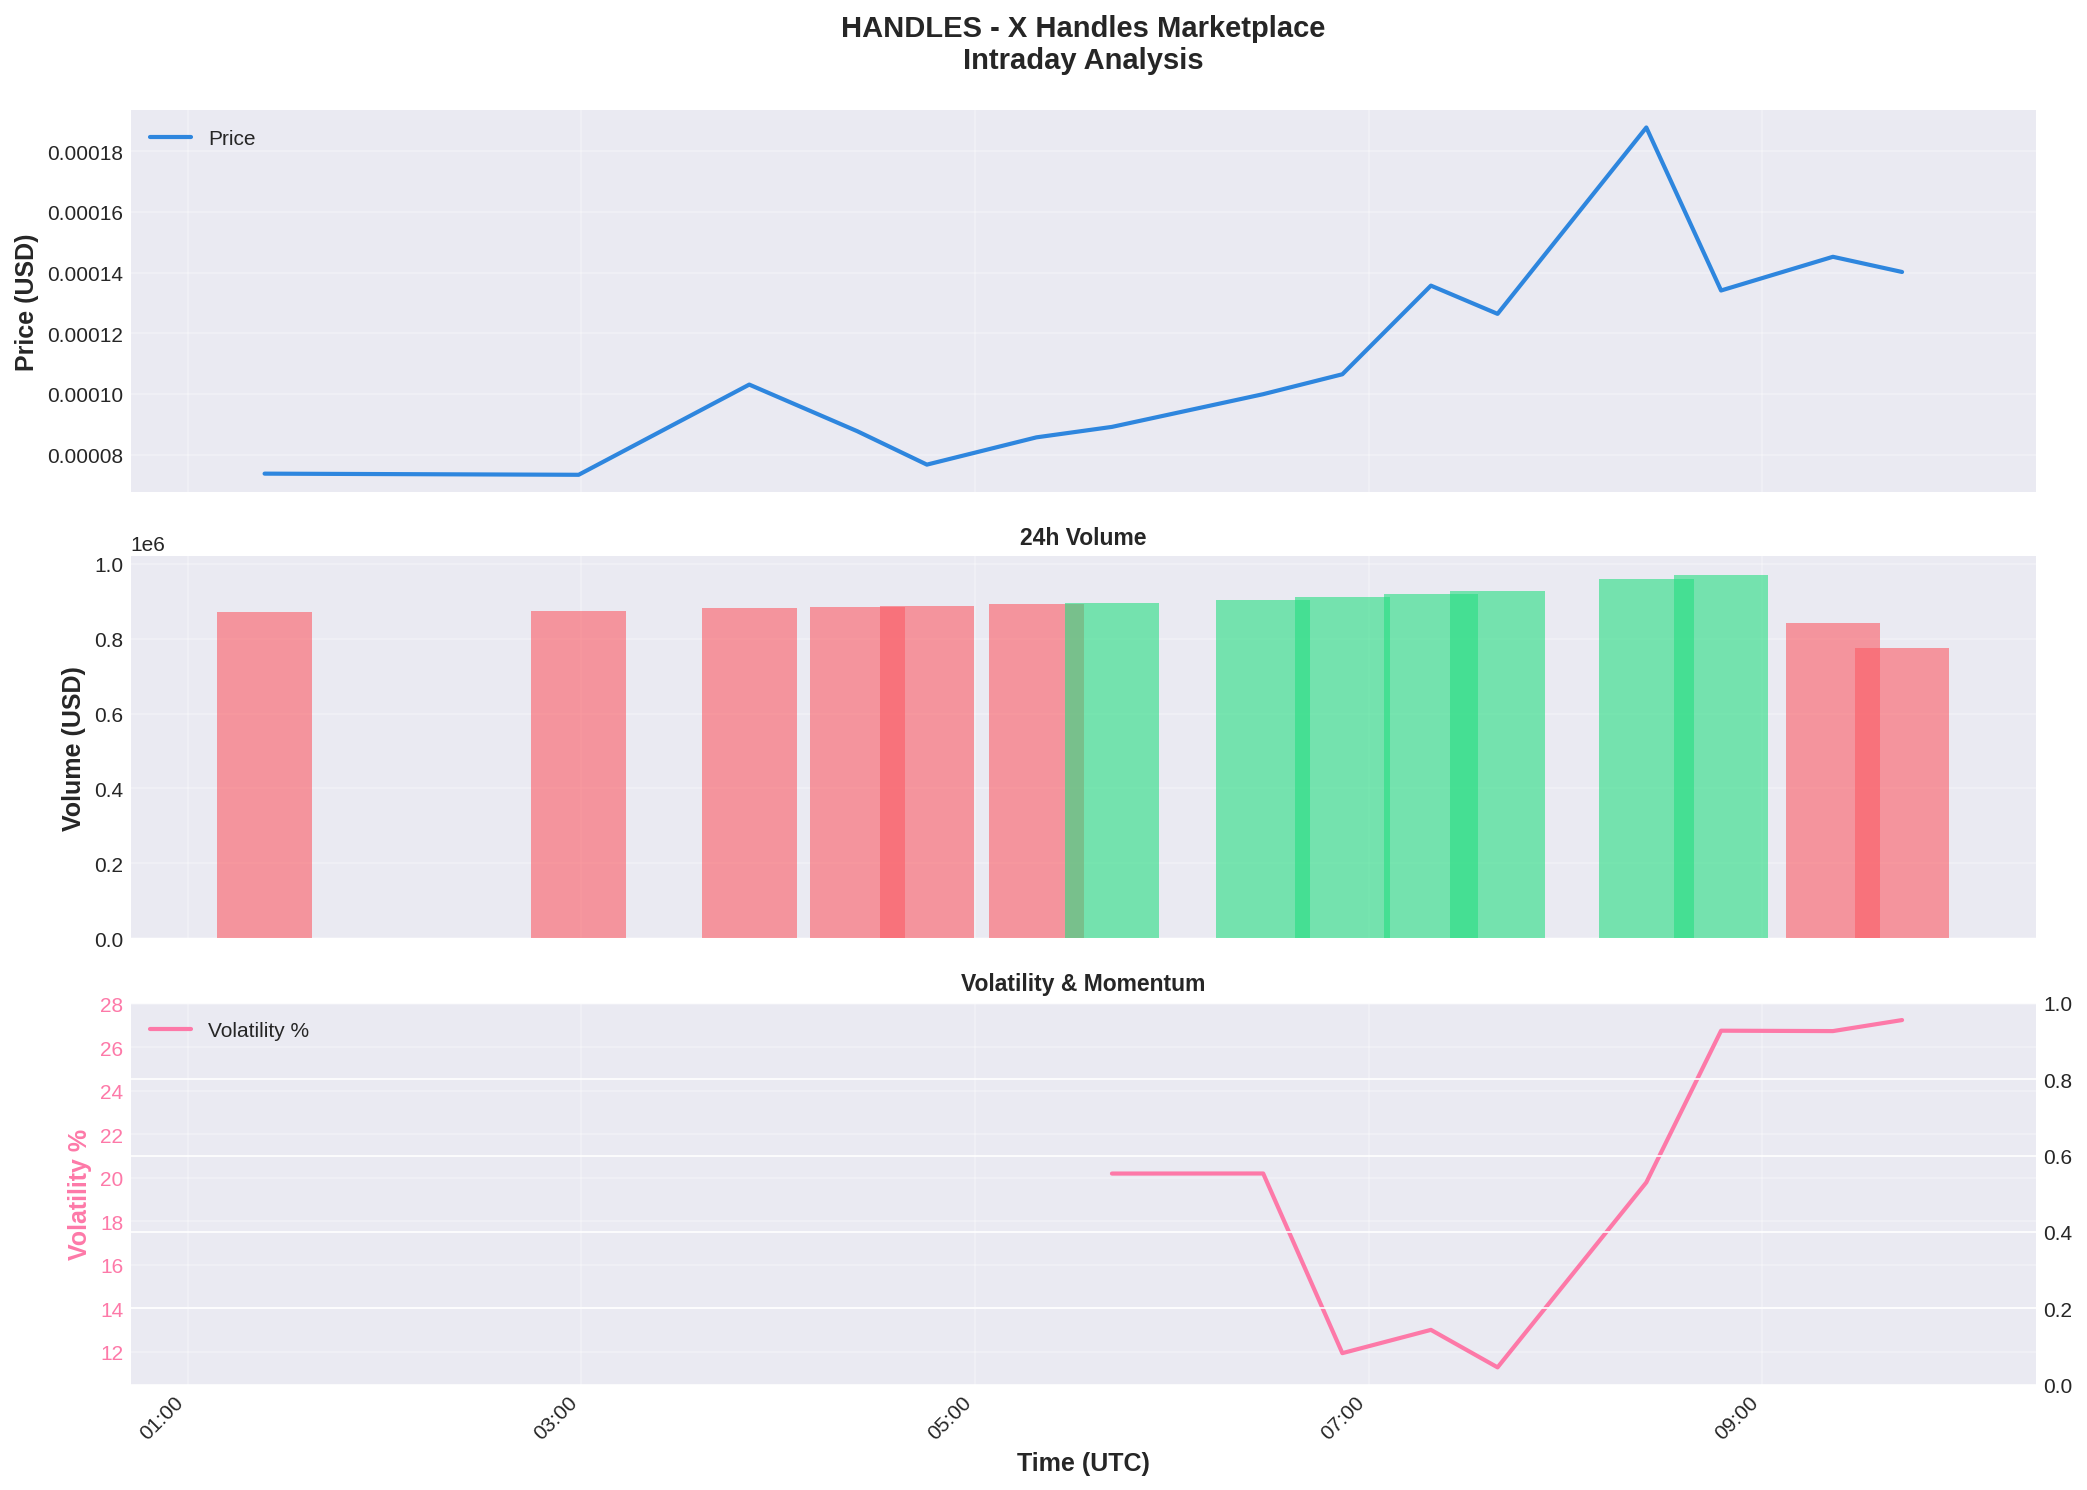 HANDLES - X Handles Marketplace
Intraday Analysis
Price
0.00018
0.00016
0.00014
0.00012
0.00010
0.00008
Price (USD)
24h Volume
1e6
1.0
0.8
0.6
0.4
0.2
0.0
Volume (USD)
Volatility & Momentum
Volatility %
28
26
24
22
20
18
16
14
12
Volatility %
1.0
0.8
0.6
0.4
0.2
0.0
01:00
03:00
05:00
07:00
09:00
Time (UTC)